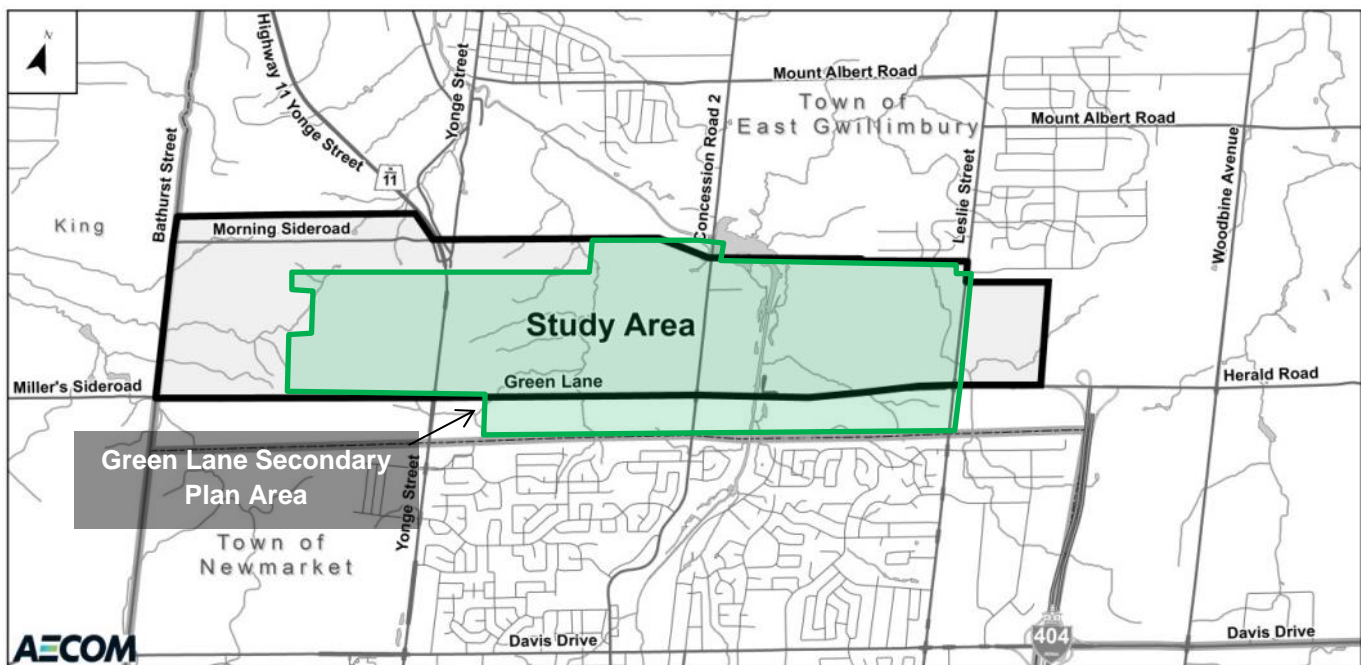 Highway 11 Yonge Street
Yonge Street
Mount Albert Road
Town of
East Gwillimbury
Mount Albert Road
Concession Road 2
Leslie Street
Woodbine Avenue
Bathurst Street
11
King
Morning Sideroad
Study Area
Miller's Sideroad
Green Lane
Herald Road
Green Lane Secondary
Plan Area
Yonge Street
Town of
Newmarket
AECOM
Davis Drive
404
Davis Drive